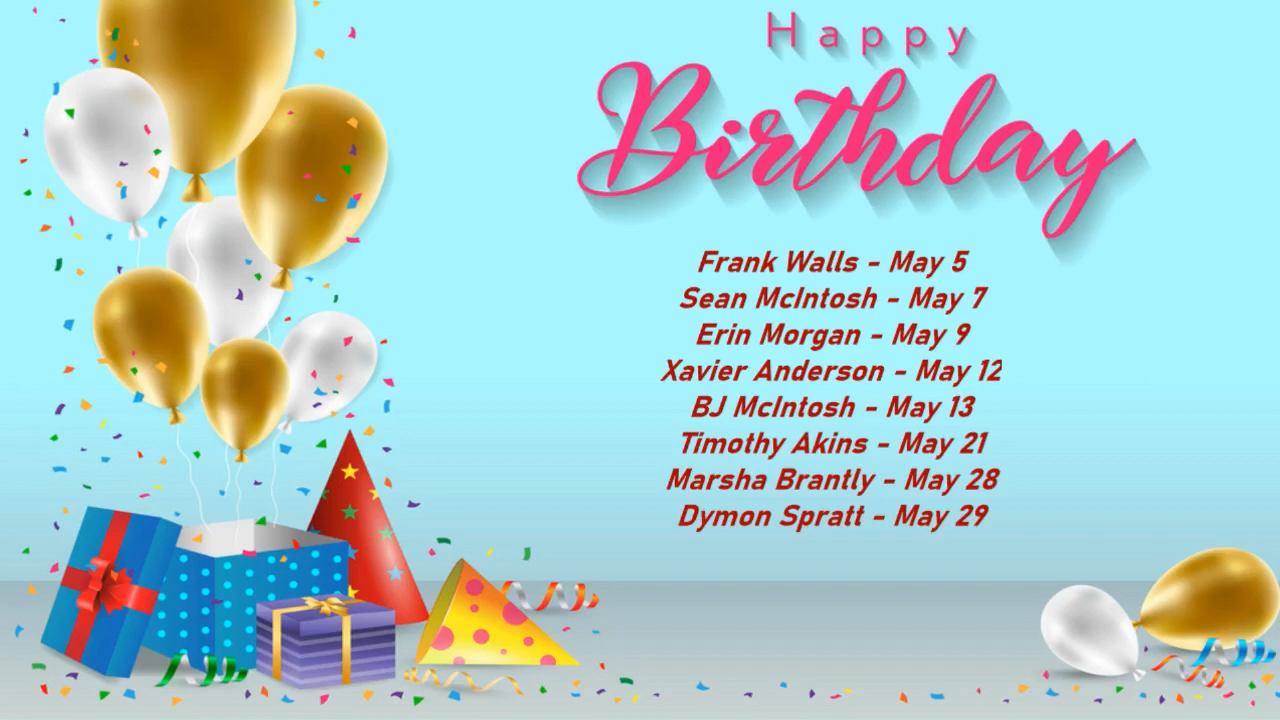 Happy
Birthday
Frank Walls - May 5
Sean McIntosh - May 7
Erin Morgan - May 9
Xavier Anderson - May 12
BJ McIntosh - May 13
Timothy Akins - May 21
Marsha Brantly - May 28
Dymon Spratt - May 29